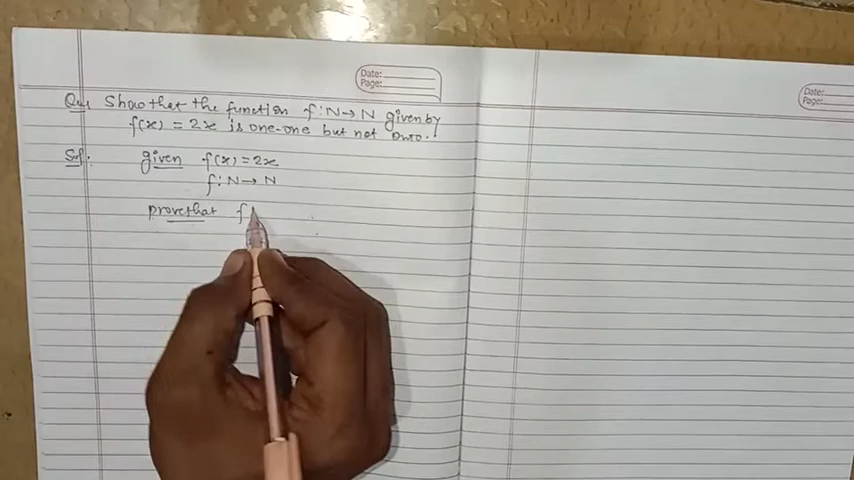 Date:
Page:
Date:
Page:
Que Show that the function f: N→N given by
f(x) = 2x is one-one but not onto.
Sol. given f(x) = 2x
f: N→N
prove that f